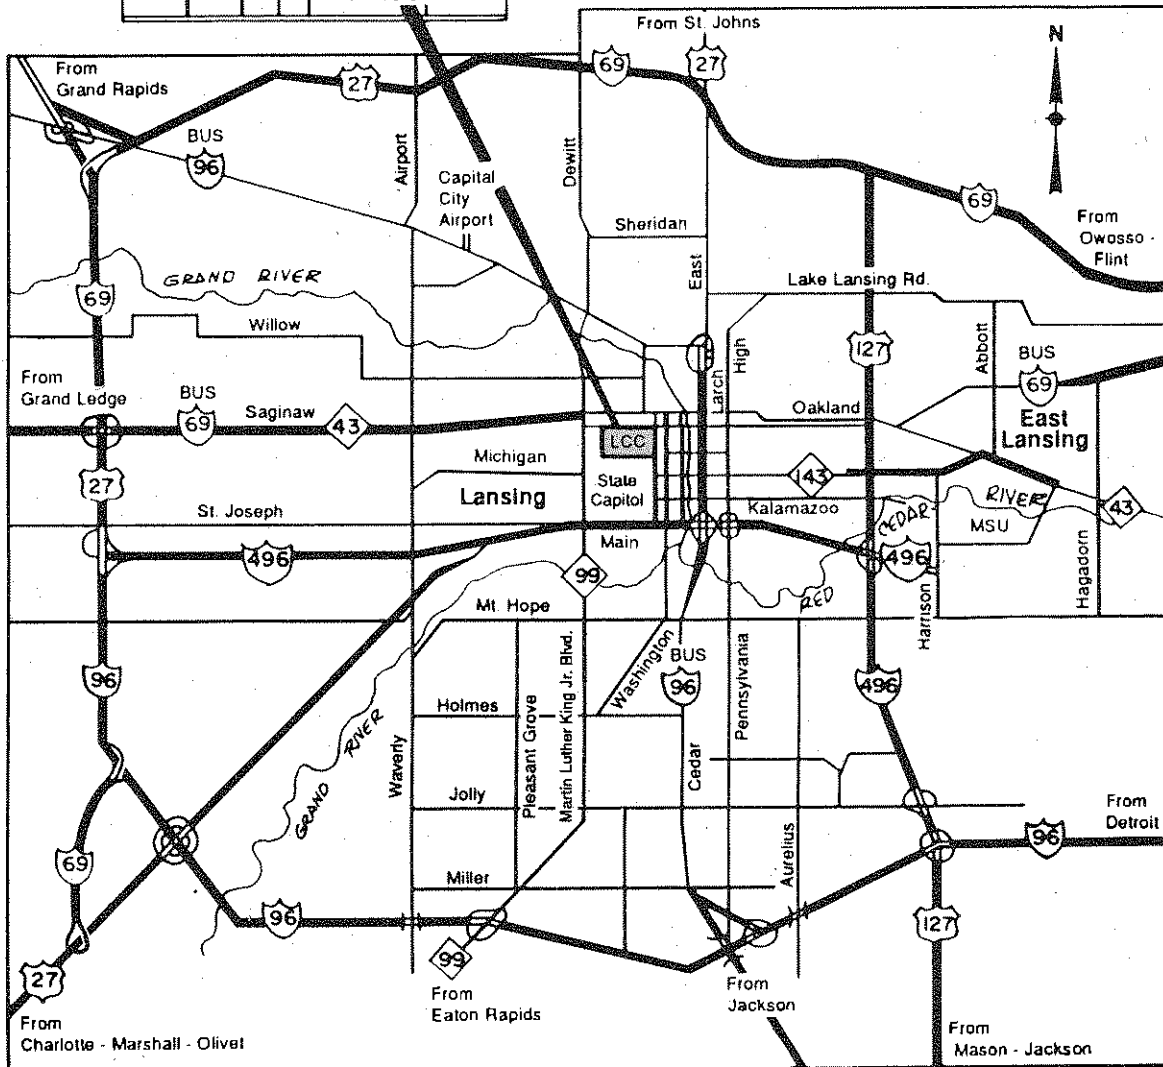 From St. Johns
N
From
Grand Rapids
27
69
27
BUS
96
Airport
Capital
City
Airport
Dewitt
Sheridan
69
From
Owosso -
Flint
East
Lake Lansing Rd.
GRAND RIVER
69
Willow
127
Abbott
BUS
69
High
Larch
From
Grand Ledge
BUS
69
Saginaw
43
Oakland
East
Lansing
LCC
Michigan
State
Capitol
Lansing
27
143
Kalamazoo
RIVER
CEDAR
MSU
43
St. Joseph
Main
496
496
99
RED
Harrison
Hagadorn
Mt. Hope
Washington
BUS
96
96
496
Pennsylvania
Holmes
Pleasant Grove
Martin Luther King Jr. Blvd.
GRAND RIVER
Waverly
Cedar
Jolly
From
Detroit
96
69
Aurelius
Miller
96
127
99
27
From
Eaton Rapids
From
Jackson
From
Charlotte - Marshall - Olivet
From
Mason - Jackson